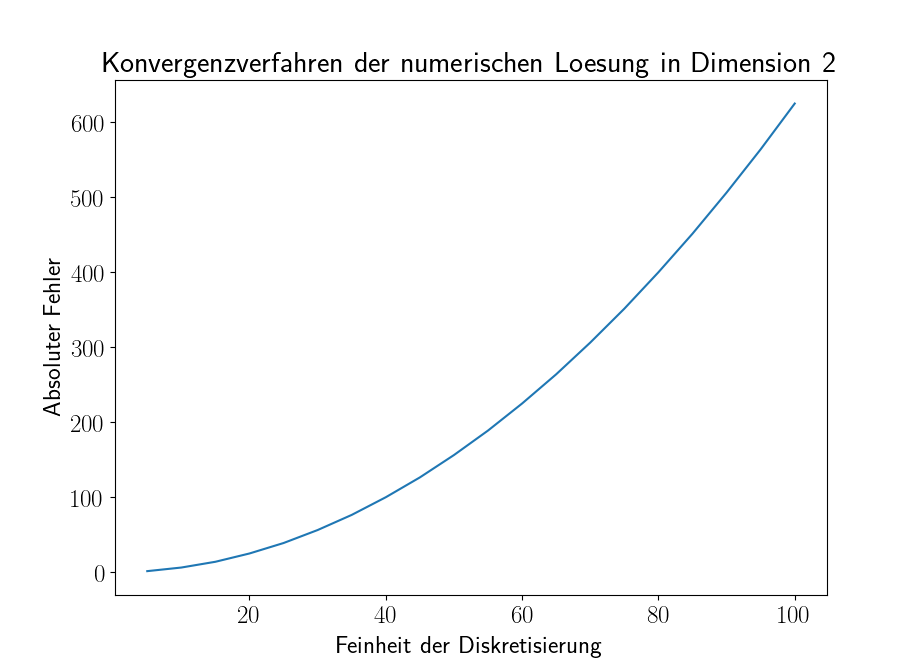 Konvergenzverfahren der numerischen Loesung in Dimension 2
600
500
400
300
200
100
0
Absoluter Fehler
20 40 60 80 100
Feinheit der Diskretisierung